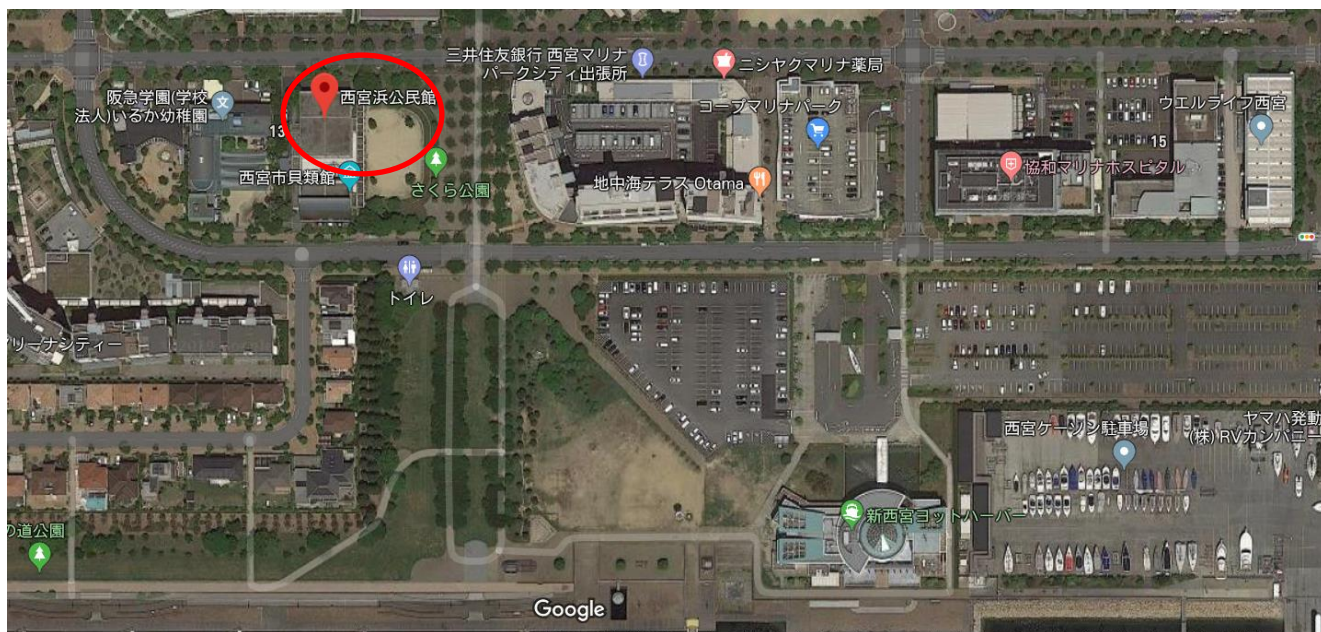 三井住友銀行 西宮マリナ
パークシティ出張所
ニシヤクマリナ薬局
阪急学園(学校
法人)いるか幼稚園
西宮浜公民館
コープマリナパーク
ウエルライフ西宮
13
15
西宮市貝類館
さくら公園
地中海テラス Otama
協和マリナホスピタル
トイレ
リーナシティー
西宮ケーソン駐車場
ヤマハ発動
(株) RVカンパニー
新西宮ヨットハーバー
の道公園
Google